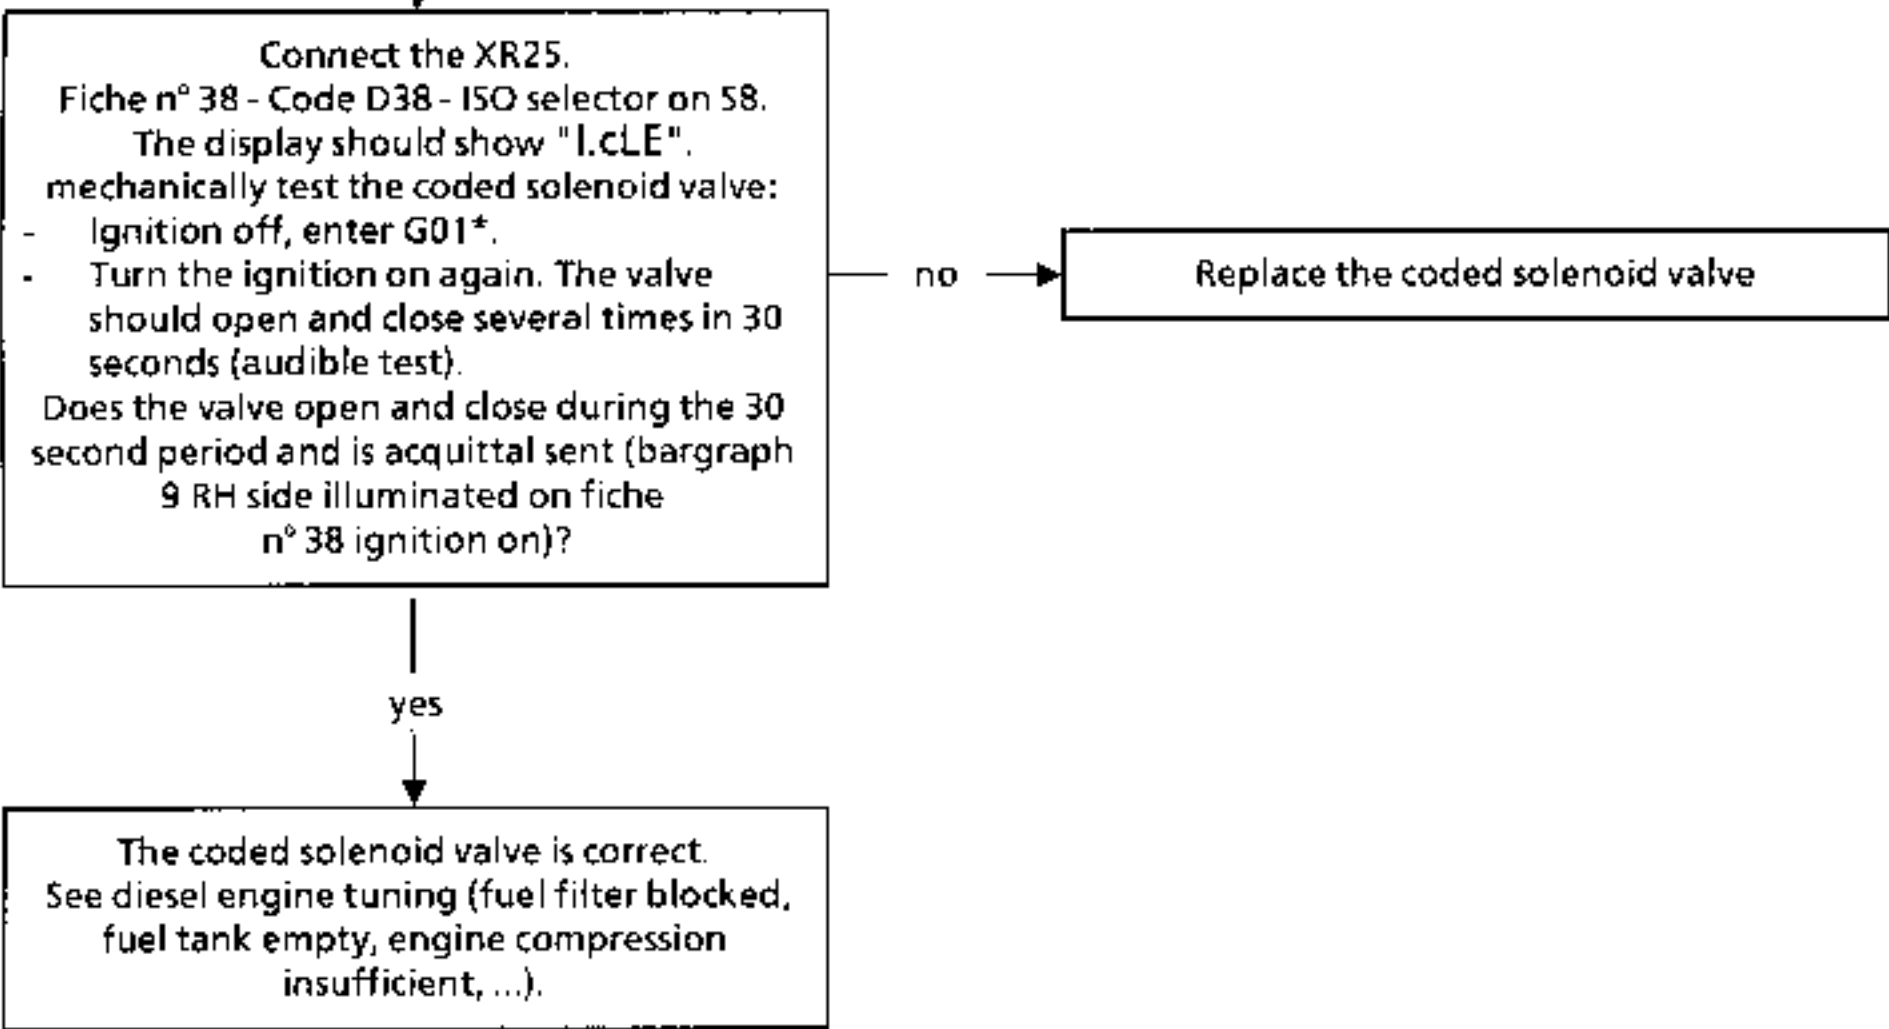 Connect the XR25.
Fiche n° 38 - Code D38 - ISO selector on S8.
The display should show "I.cLE".
mechanically test the coded solenoid valve:
- Ignition off, enter G01*.
- Turn the ignition on again. The valve
should open and close several times in 30
seconds (audible test).
Does the valve open and close during the 30
second period and is acquittal sent (bargraph
9 RH side illuminated on fiche
n° 38 ignition on)?
no
Replace the coded solenoid valve
yes
The coded solenoid valve is correct.
See diesel engine tuning (fuel filter blocked,
fuel tank empty, engine compression
insufficient, ...).